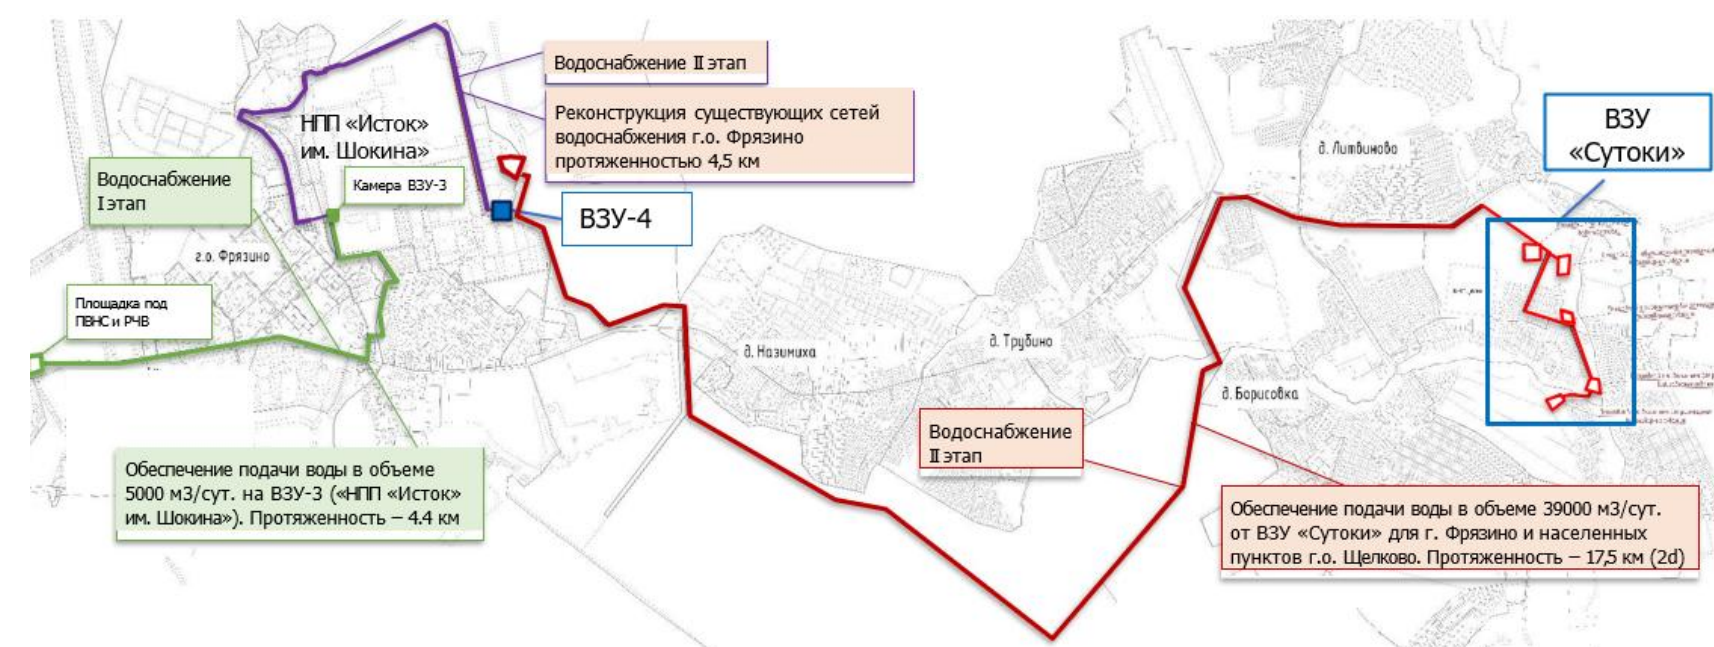 Водоснабжение II этап
Реконструкция существующих сетей
водоснабжения г.о. Фрязино
протяженностью 4,5 км
НПП «Исток»
им. Шокина»
Водоснабжение
I этап
Камера ВЗУ-3
ВЗУ-4
ВЗУ
«Сутоки»
д. Литвиново
г.о. Фрязино
Площадка под
ПВНС и РЧВ
д. Назимиха
д. Трубино
д. Борисовка
Водоснабжение
II этап
Обеспечение подачи воды в объеме
5000 м3/сут. на ВЗУ-3 («НПП «Исток»
им. Шокина»). Протяженность – 4.4 км
Обеспечение подачи воды в объеме 39000 м3/сут.
от ВЗУ «Сутоки» для г. Фрязино и населенных
пунктов г.о. Щелково. Протяженность – 17,5 км (2d)